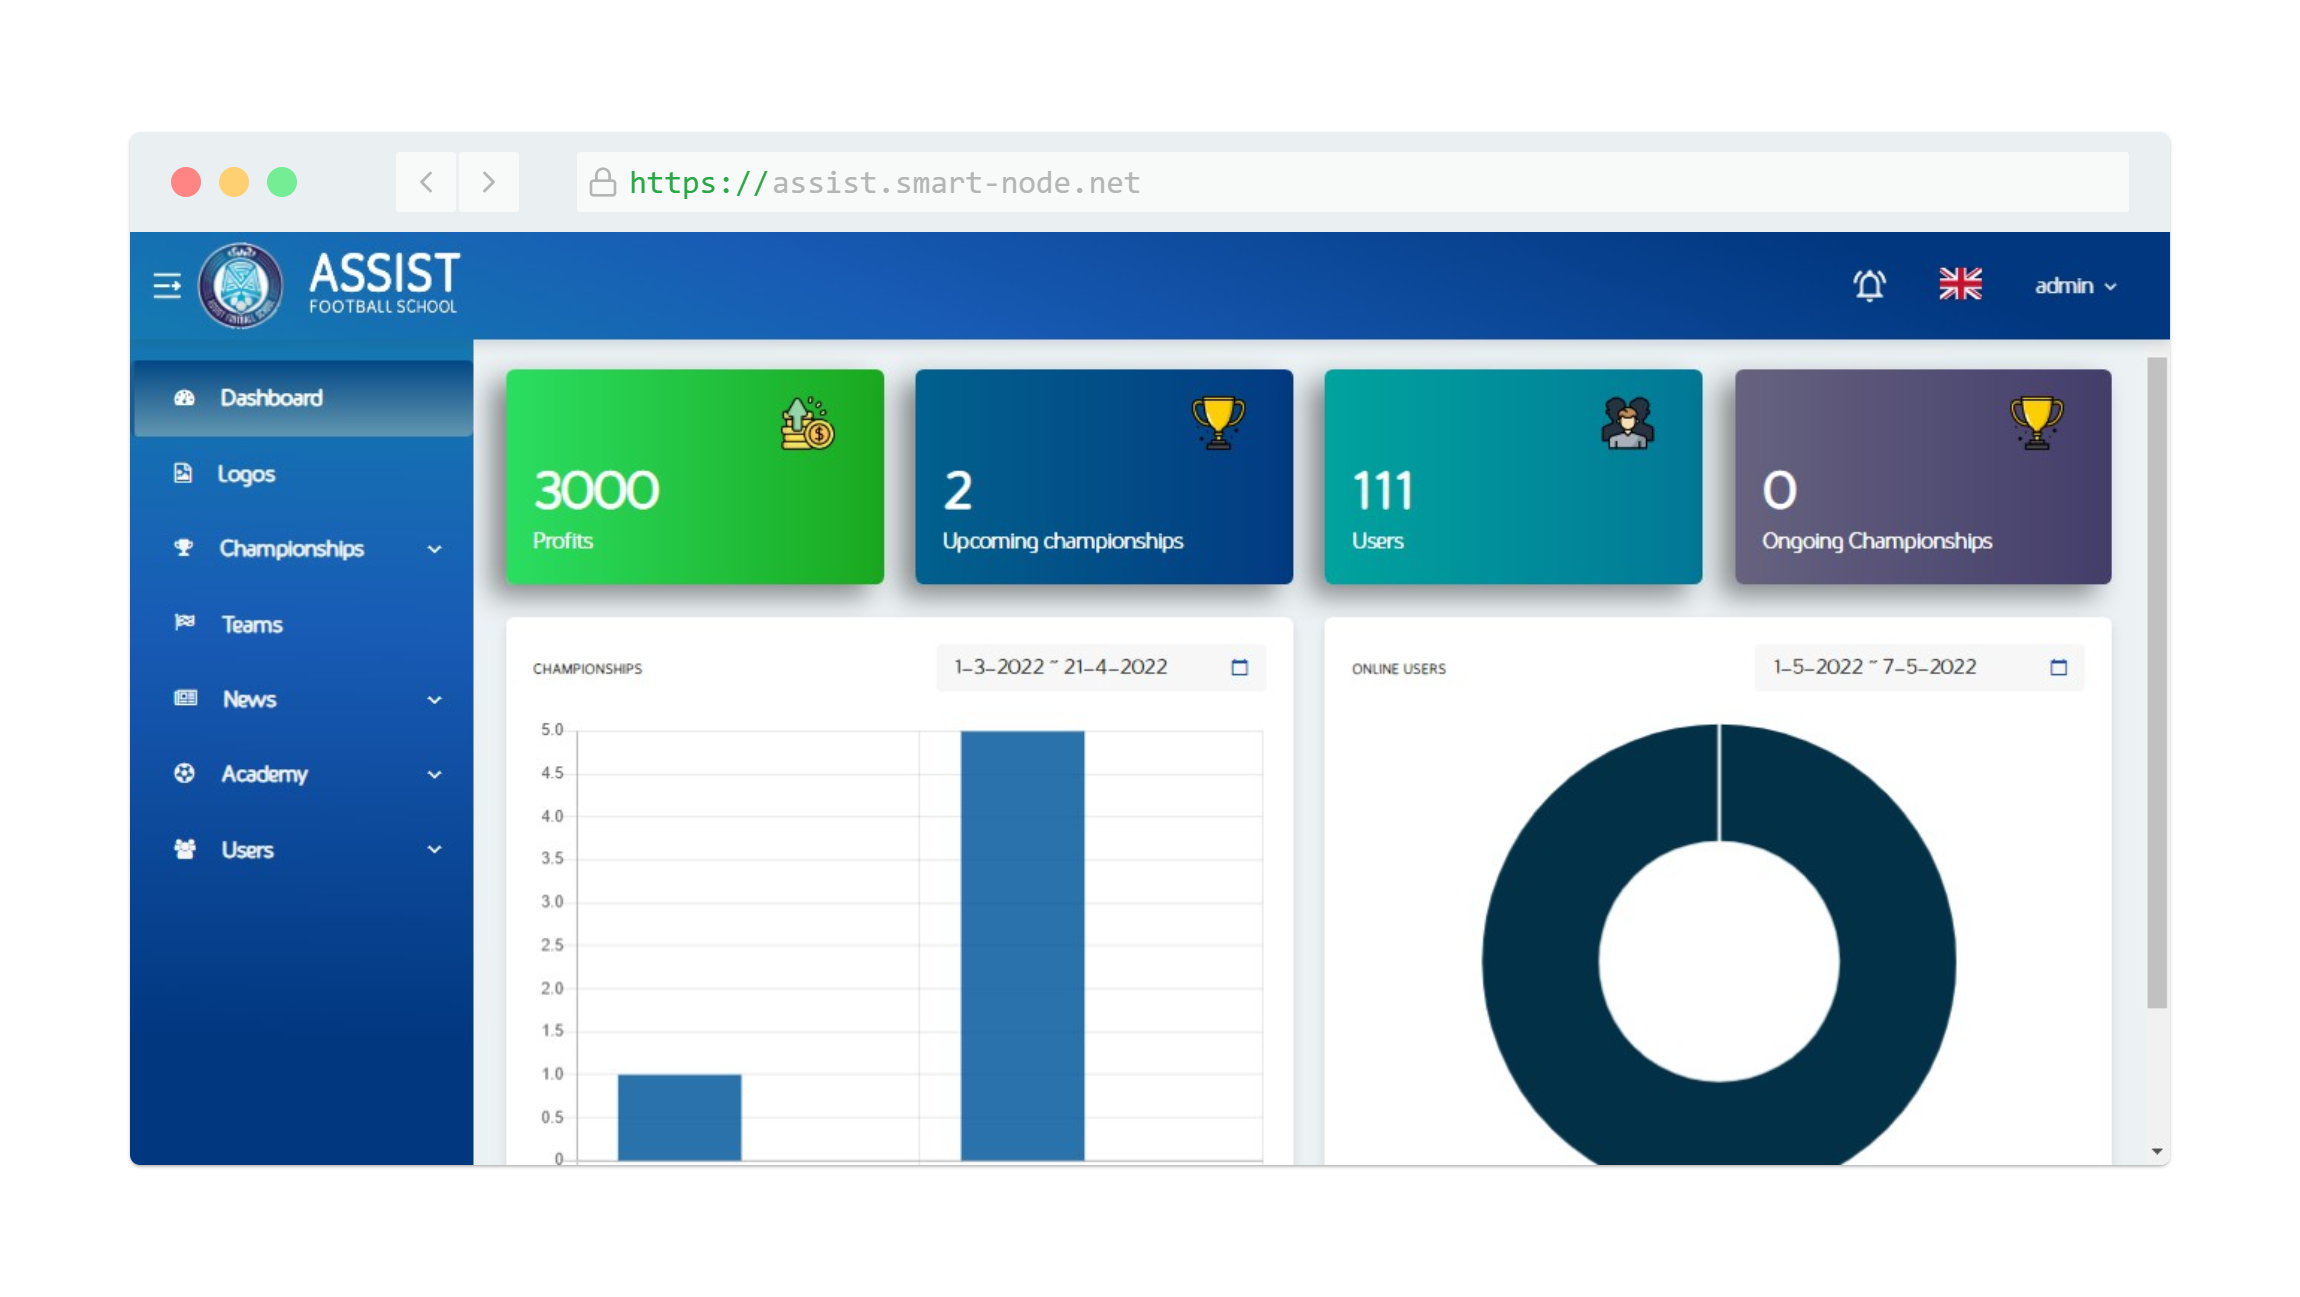 https://assist.smart-node.net
ASSIST
FOOTBALL SCHOOL
admin
Dashboard
Logos
Championships
Teams
News
Academy
Users
3000
Profits
2
Upcoming championships
111
Users
0
Ongoing Championships
CHAMPIONSHIPS
1-3-2022 ~ 21-4-2022
5.0
4.5
4.0
3.5
3.0
2.5
2.0
1.5
1.0
0.5
0
ONLINE USERS
1-5-2022 ~ 7-5-2022